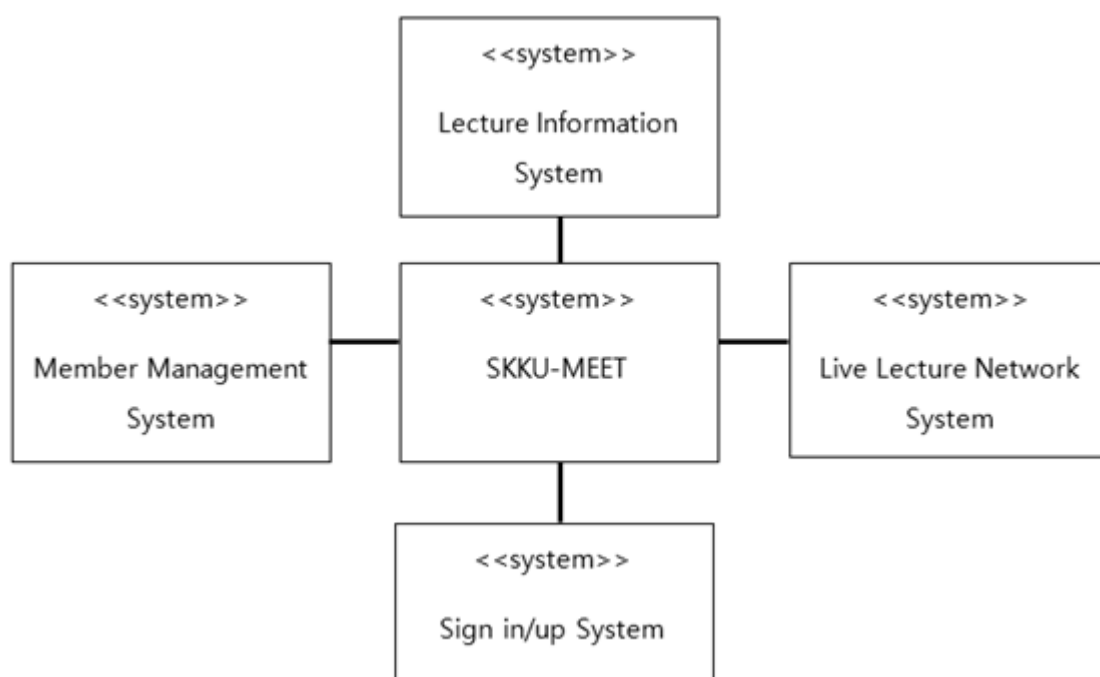 <<system>>
Lecture Information
System
<<system>>
Member Management
System
<<system>>
SKKU-MEET
<<system>>
Live Lecture Network
System
<<system>>
Sign in/up System